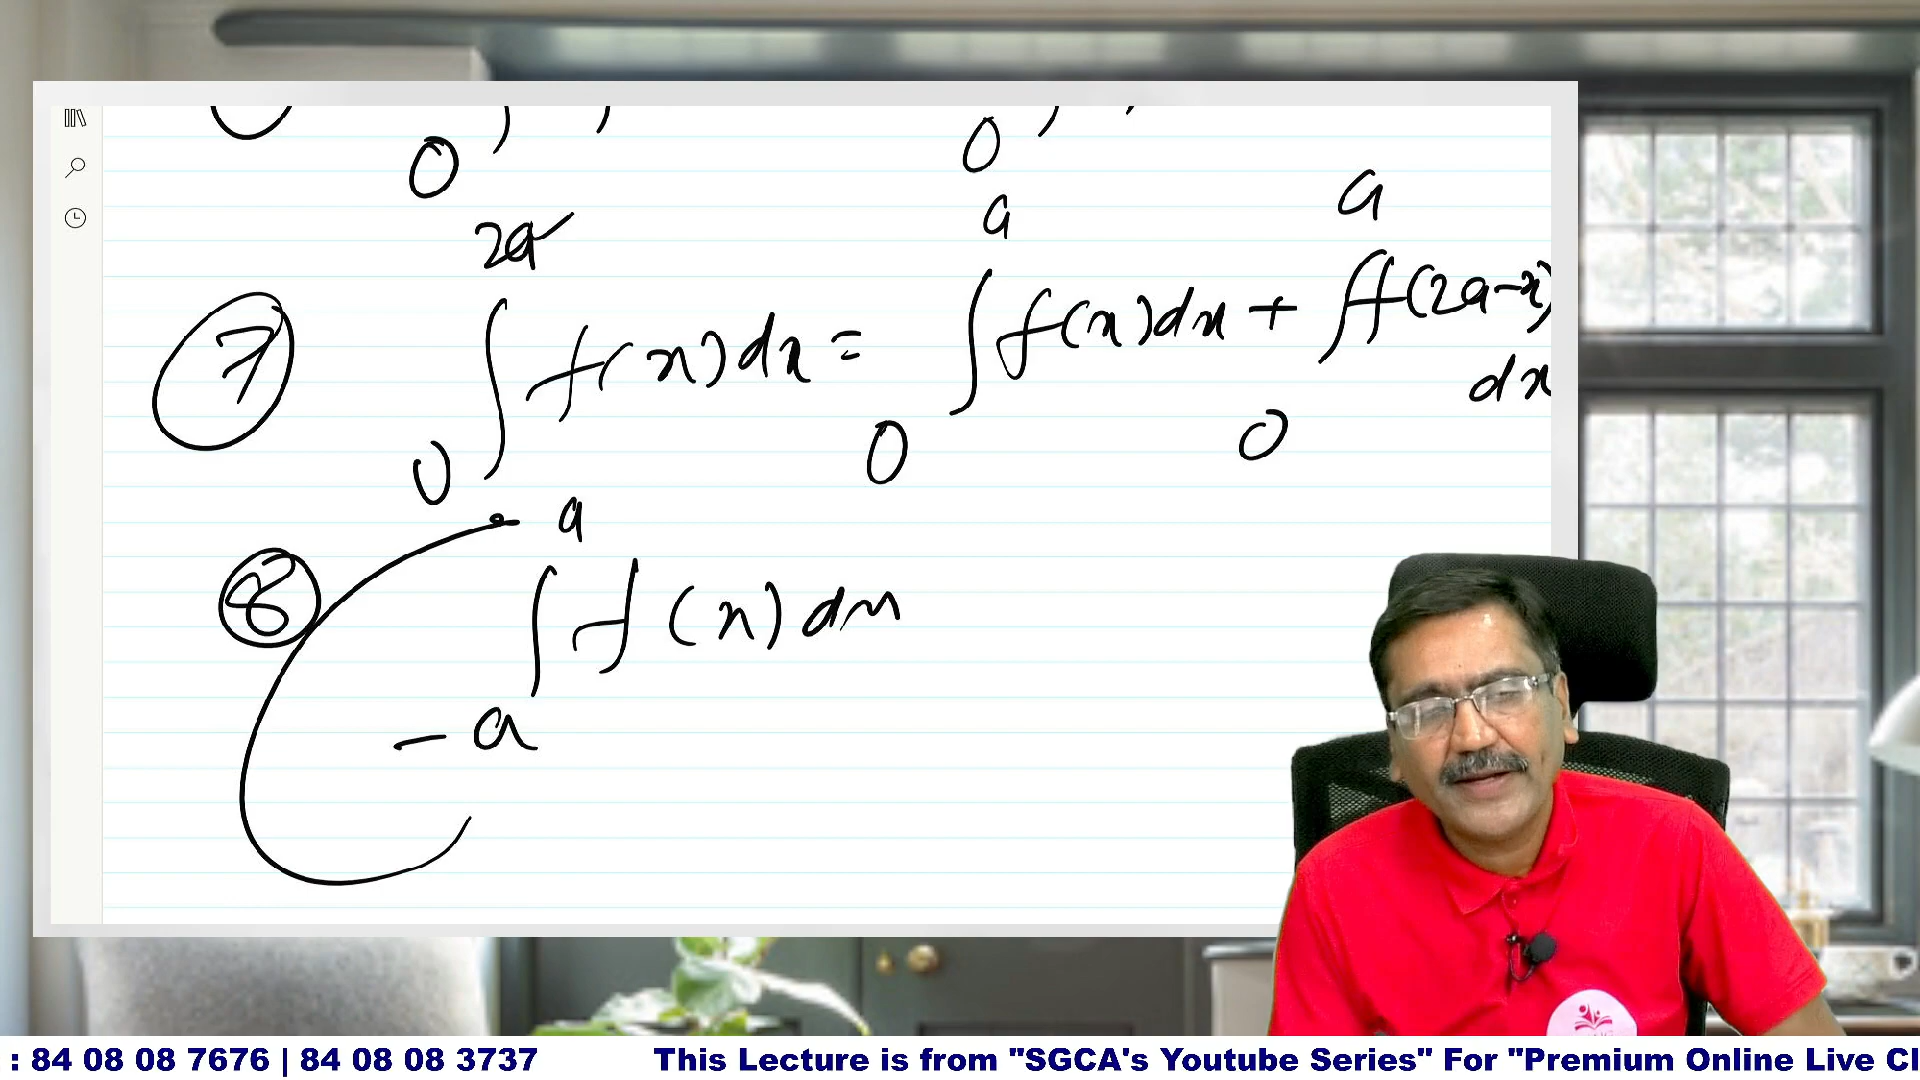 0 0
2a a a
⑦ ∫ f(x)dx = ∫ f(x)dx + ∫ f(2a-x)
dx
0 0 0
a
⑧ ∫ f(x)dx
-a
: 84 08 08 7676 | 84 08 08 3737 This Lecture is from "SGCA's Youtube Series" For "Premium Online Live Cl